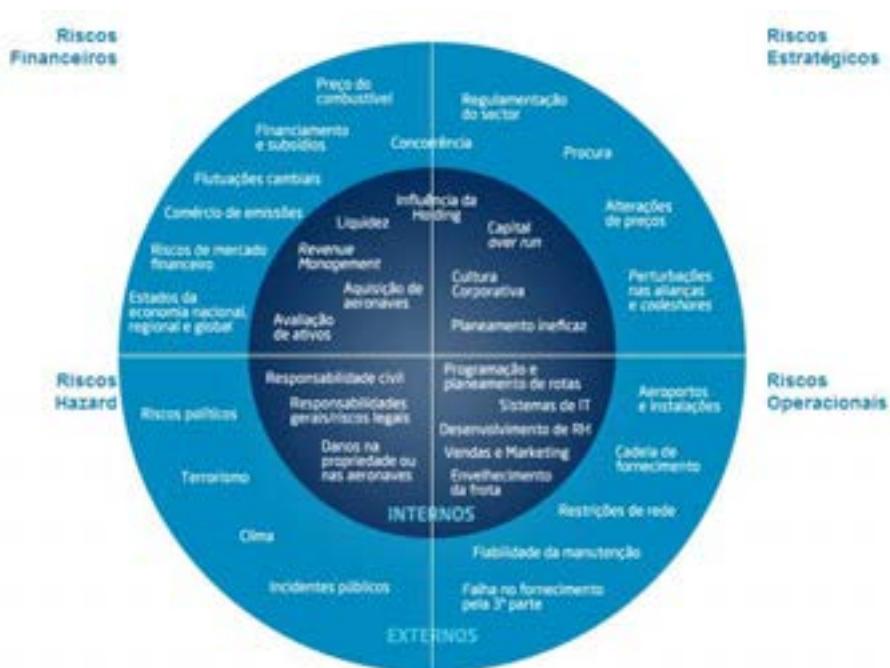 Riscos
Financeiros
Riscos
Estratégicos
Preço do
combustível
Financiamento
e subsídios
Flutuações cambiais
Comércio de emissões
Riscos de mercado
financeiro
Estados da
economia nacional,
regional e global
Concorrência
Regulamentação
do sector
Procura
Alterações
de preços
Perturbações
nas alianças
e codeshares
Influência da
Holding
Liquidez
Revenue
Management
Aquisição de
aeronaves
Avaliação
de ativos
Capital
over run
Cultura
Corporativa
Planeamento ineficaz
Riscos
Hazard
Riscos
Operacionais
Responsabilidade civil
Responsabilidades
gerais/riscos legais
Danos na
propriedade ou
nas aeronaves
Programação e
planeamento de rotas
Sistemas de IT
Desenvolvimento de RH
Vendas e Marketing
Envelhecimento
da frota
INTERNOS
Riscos políticos
Terrorismo
Clima
Incidentes públicos
Aeroportos
e instalações
Cadeia de
fornecimento
Restrições de rede
Fiabilidade da manutenção
Falha no fornecimento
pela 3ª parte
EXTERNOS